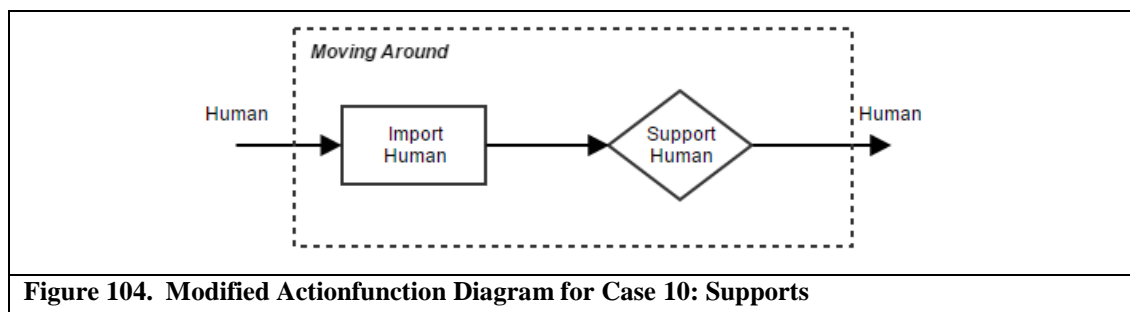 Moving Around
Human
Import
Human
Support
Human
Human
Figure 104. Modified Actionfunction Diagram for Case 10: Supports